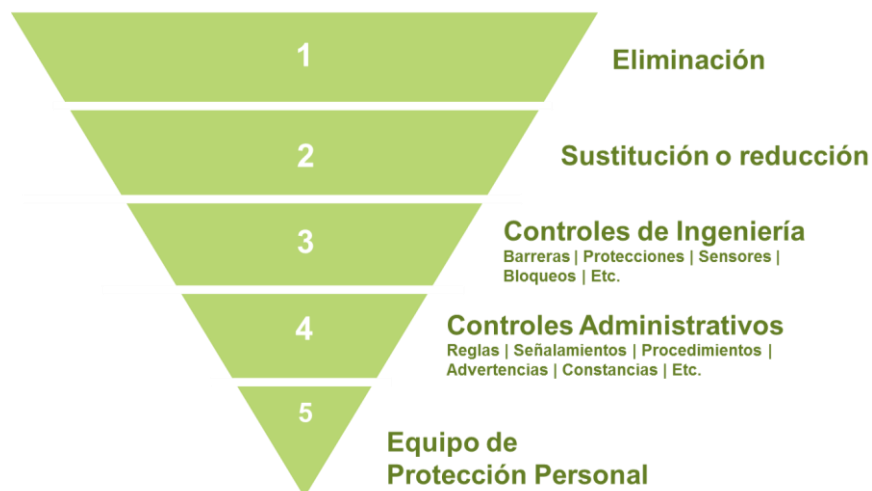 1
Eliminación
2
Sustitución o reducción
3
Controles de Ingeniería
Barreras | Protecciones | Sensores |
Bloqueos | Etc.
4
Controles Administrativos
Reglas | Señalamientos | Procedimientos |
Advertencias | Constancias | Etc.
5
Equipo de
Protección Personal